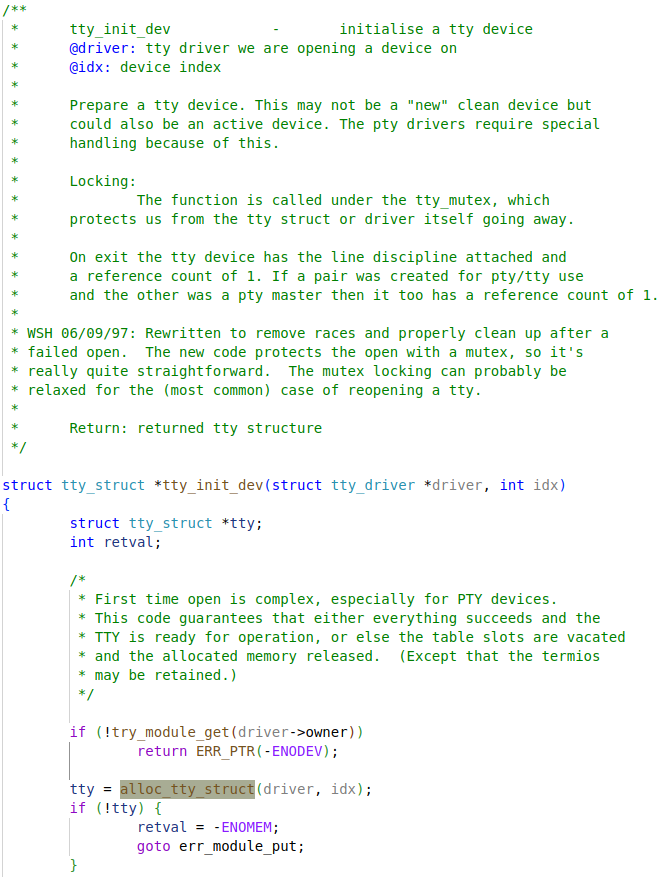 /**
 *	tty_init_dev		-	initialise a tty device
 *	@driver: tty driver we are opening a device on
 *	@idx: device index
 *
 *	Prepare a tty device. This may not be a "new" clean device but
 *	could also be an active device. The pty drivers require special
 *	handling because of this.
 *
 *	Locking:
 *		The function is called under the tty_mutex, which
 *	protects us from the tty struct or driver itself going away.
 *
 *	On exit the tty device has the line discipline attached and
 *	a reference count of 1. If a pair was created for pty/tty use
 *	and the other was a pty master then it too has a reference count of 1.
 *
 * WSH 06/09/97: Rewritten to remove races and properly clean up after a
 * failed open.  The new code protects the open with a mutex, so it's
 * really quite straightforward.  The mutex locking can probably be
 * relaxed for the (most common) case of reopening a tty.
 *
 *	Return: returned tty structure
 */

struct tty_struct *tty_init_dev(struct tty_driver *driver, int idx)
{
	struct tty_struct *tty;
	int retval;

	/*
	 * First time open is complex, especially for PTY devices.
	 * This code guarantees that either everything succeeds and the
	 * TTY is ready for operation, or else the table slots are vacated
	 * and the allocated memory released.  (Except that the termios
	 * may be retained.)
	 */

	if (!try_module_get(driver->owner))
		return ERR_PTR(-ENODEV);

	tty = alloc_tty_struct(driver, idx);
	if (!tty) {
		retval = -ENOMEM;
		goto err_module_put;
	}